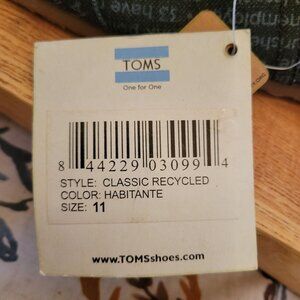 TOMS
One for One
8 44229 03099 4
STYLE: CLASSIC RECYCLED
COLOR: HABITANTE
SIZE: 11
www.TOMSshoes.com